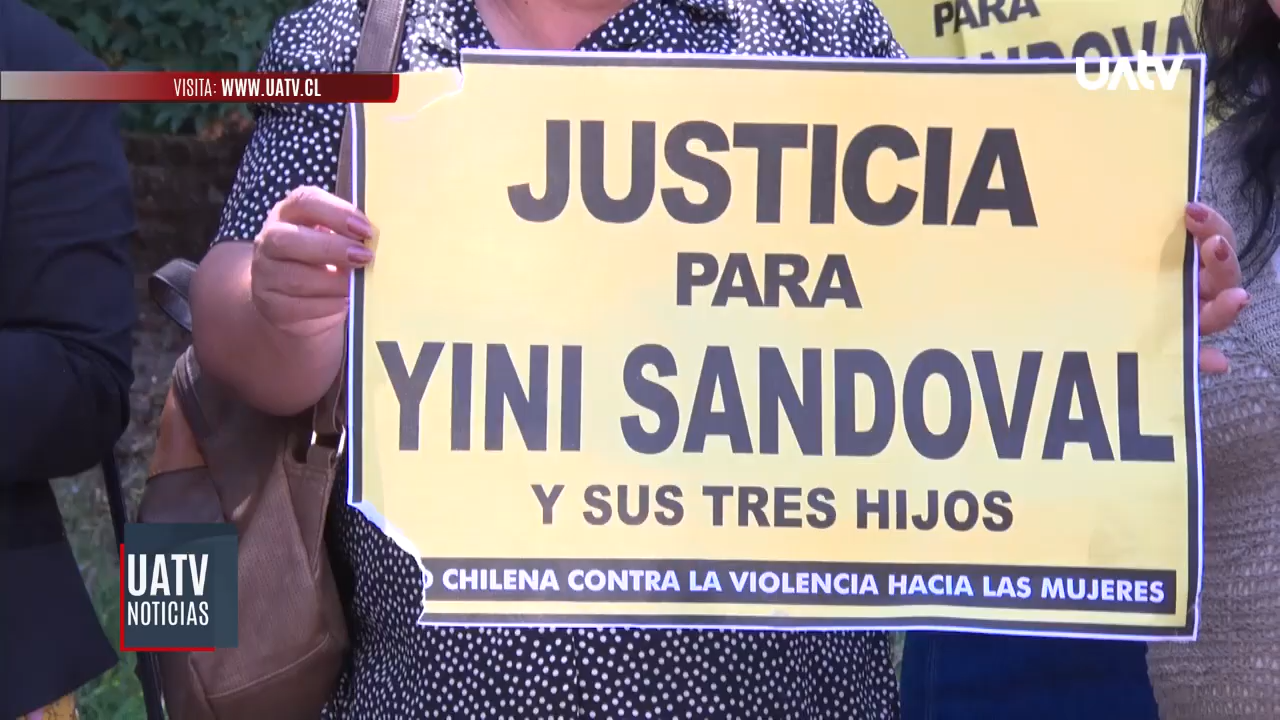 PARA
UATV
VISITA: WWW.UATV.CL
JUSTICIA
PARA
YINI SANDOVAL
Y SUS TRES HIJOS
CHILENA CONTRA LA VIOLENCIA HACIA LAS MUJERES
UATV
NOTICIAS